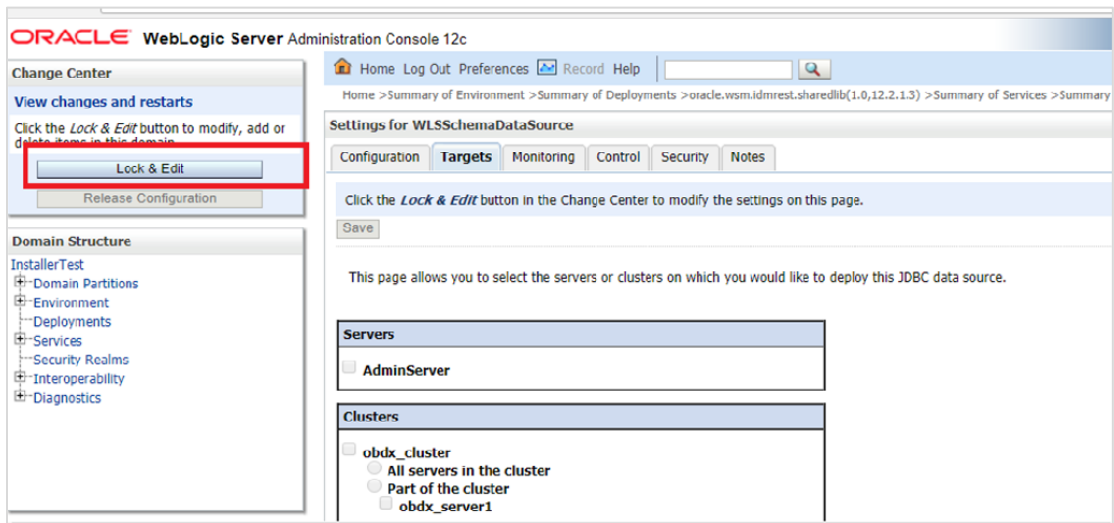 ORACLE WebLogic Server Administration Console 12c
Change Center
View changes and restarts
Click the Lock & Edit button to modify, add or
delete items in this domain.
Lock & Edit
Release Configuration
Domain Structure
InstallerTest
Domain Partitions
Environment
Deployments
Services
Security Realms
Interoperability
Diagnostics
Home Log Out Preferences Record Help
Home >Summary of Environment >Summary of Deployments >oracle.wsm.idmrest.sharedlib(1.0,12.2.1.3) >Summary of Services >Summary
Settings for WLSSchemaDataSource
Configuration Targets Monitoring Control Security Notes
Click the Lock & Edit button in the Change Center to modify the settings on this page.
Save
This page allows you to select the servers or clusters on which you would like to deploy this JDBC data source.
Servers
AdminServer
Clusters
obdx_cluster
All servers in the cluster
Part of the cluster
obdx_server1